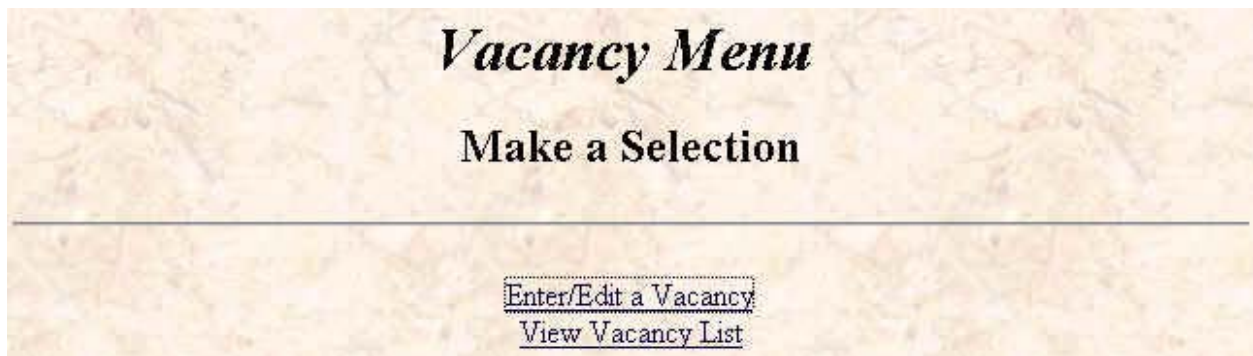 Vacancy Menu
Make a Selection
Enter/Edit a Vacancy
View Vacancy List